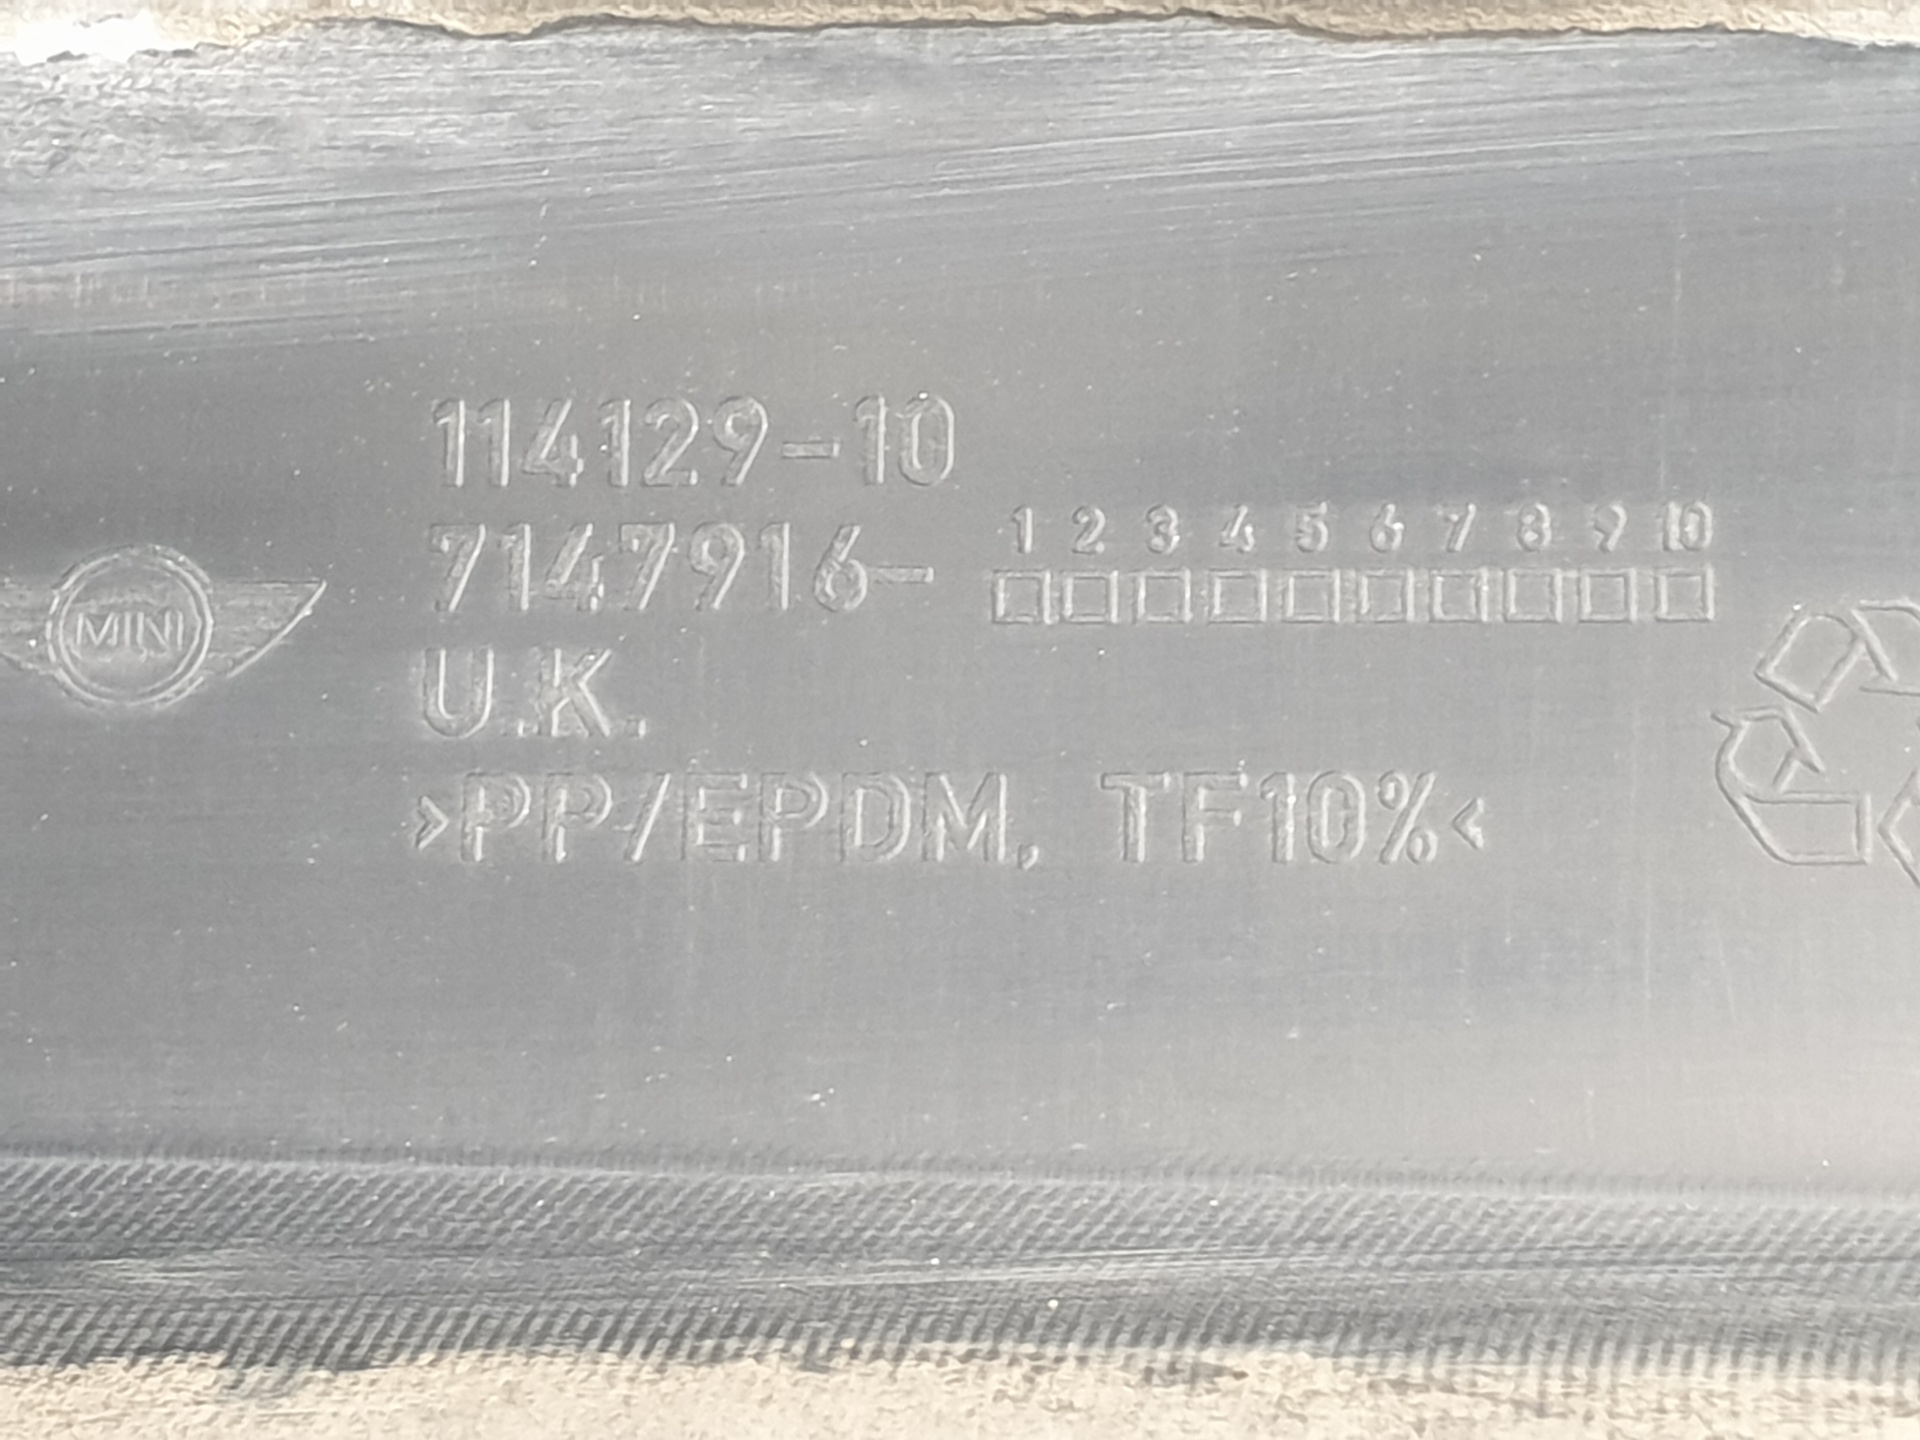 114129-10
7147916-
1 2 3 4 5 6 7 8 9 10
MINI
U.K.
>PP/EPDM, TF10%<